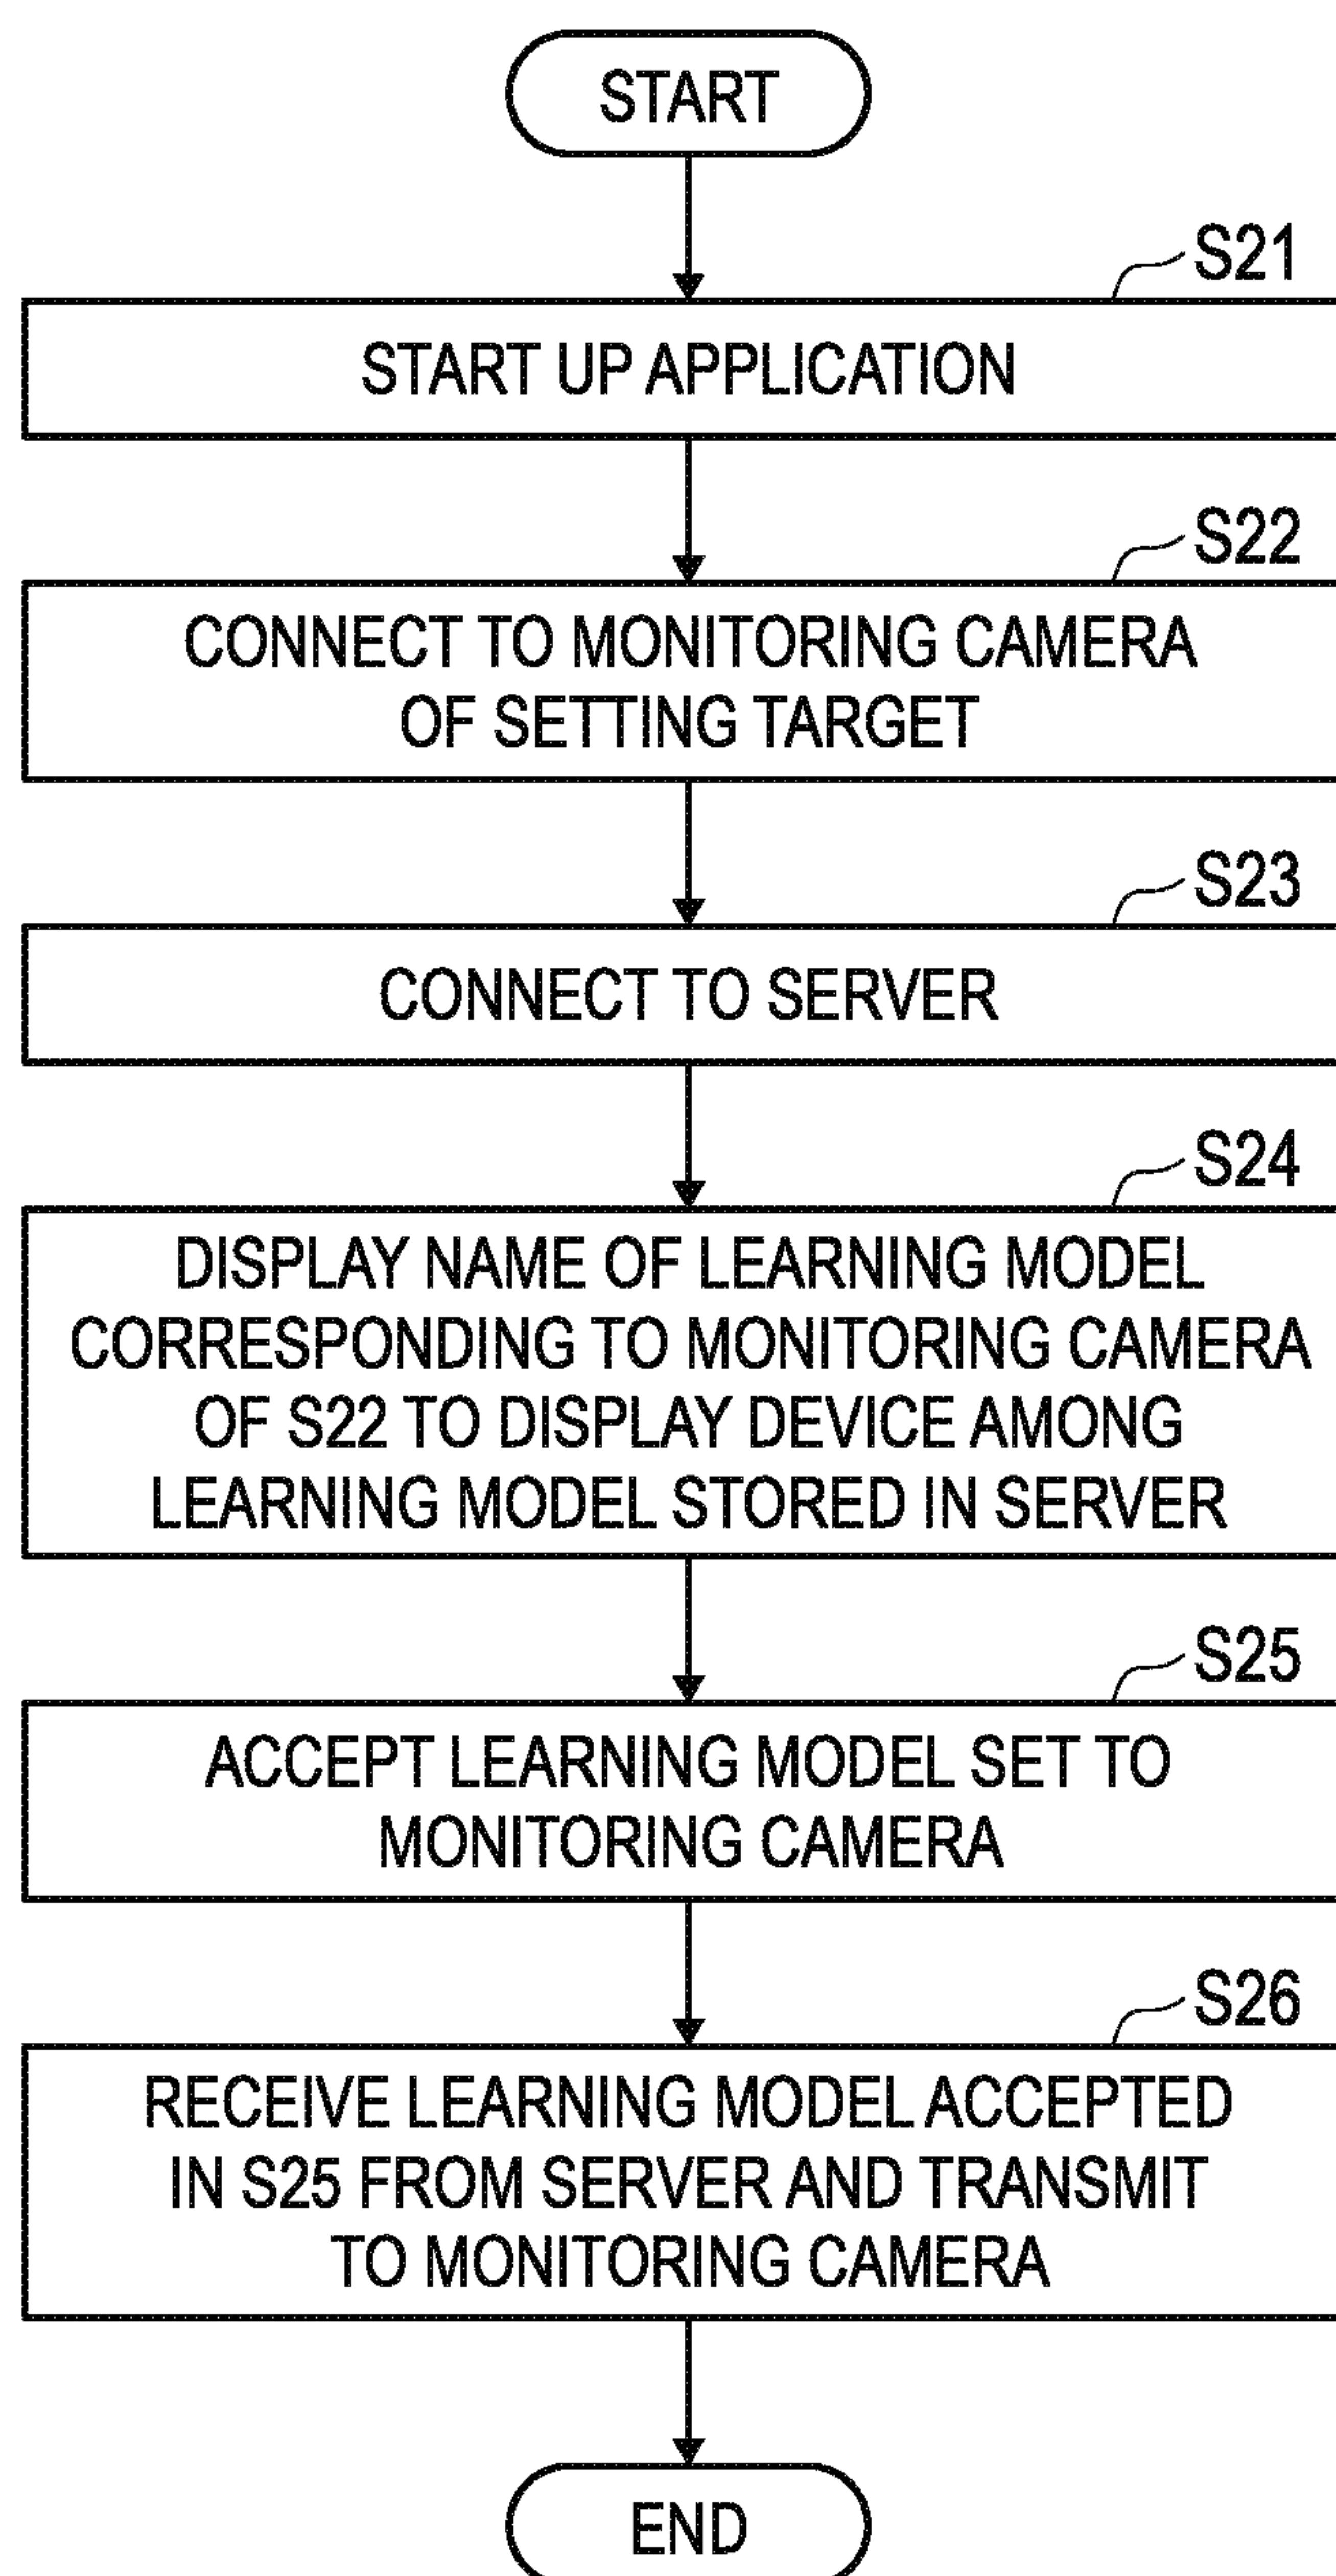 START
S21
START UP APPLICATION
S22
CONNECT TO MONITORING CAMERA
OF SETTING TARGET
S23
CONNECT TO SERVER
S24
DISPLAY NAME OF LEARNING MODEL
CORRESPONDING TO MONITORING CAMERA
OF S22 TO DISPLAY DEVICE AMONG
LEARNING MODEL STORED IN SERVER
S25
ACCEPT LEARNING MODEL SET TO
MONITORING CAMERA
S26
RECEIVE LEARNING MODEL ACCEPTED
IN S25 FROM SERVER AND TRANSMIT
TO MONITORING CAMERA
END